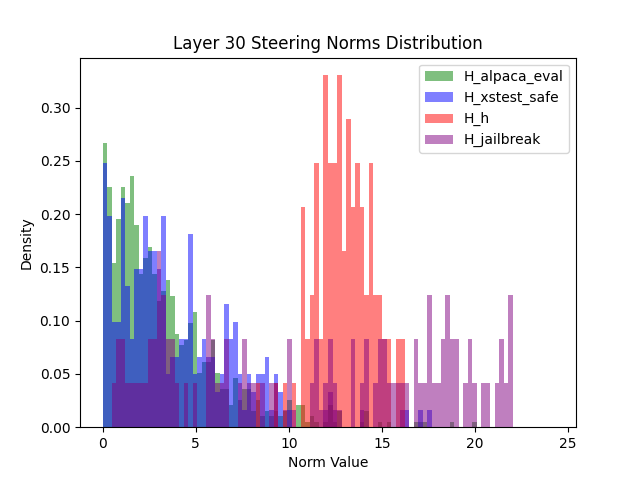 Layer 30 Steering Norms Distribution
H_alpaca_eval
H_xstest_safe
H_h
H_jailbreak
0.30
0.25
0.20
0.15
0.10
0.05
0.00
Density
0 5 10 15 20 25
Norm Value